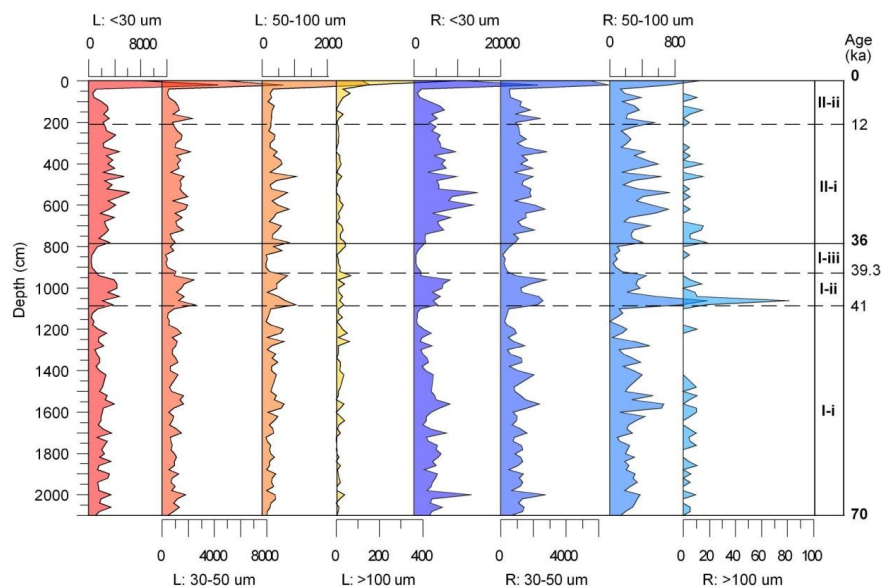 L: <30 um L: 50-100 um R: <30 um R: 50-100 um
0 8000 0 2000 0 20000 0 800 Age (ka)
0 0
II-ii
200 12
400
II-i
600
800 36
I-iii
39.3
1000 I-ii
41
1200
1400
I-i
1600
1800
2000
70
Depth (cm)
0 4000 8000 0 200 400 0 4000 0 20 40 60 80 100
L: 30-50 um L: >100 um R: 30-50 um R: >100 um